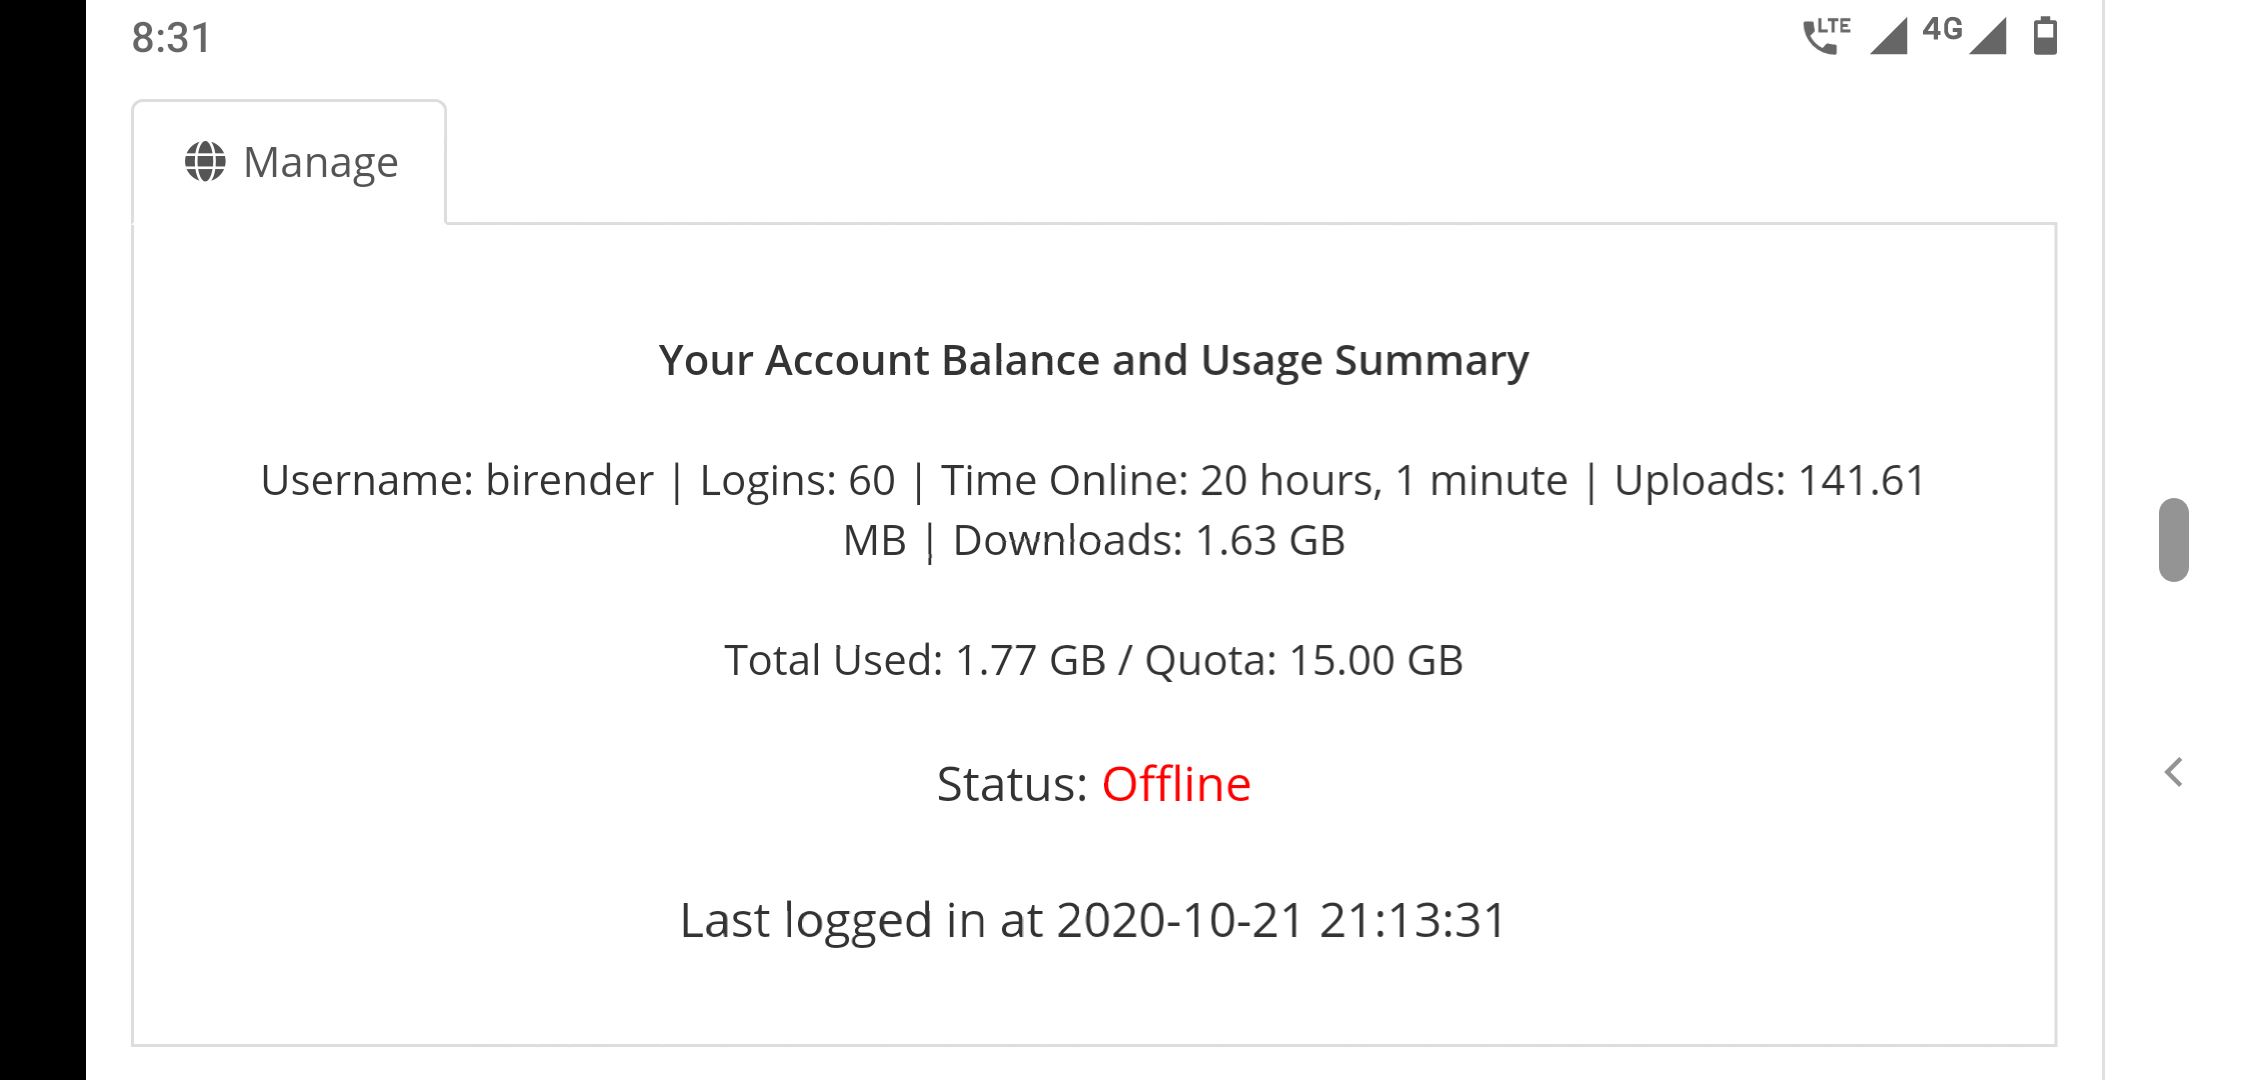 8:31
LTE 4G
Manage
Your Account Balance and Usage Summary
Username: birender | Logins: 60 | Time Online: 20 hours, 1 minute | Uploads: 141.61
MB | Downloads: 1.63 GB
Total Used: 1.77 GB / Quota: 15.00 GB
Status: Offline
Last logged in at 2020-10-21 21:13:31